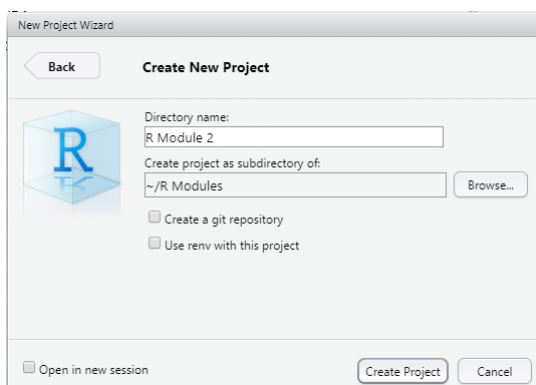 New Project Wizard
Back
Create New Project
R
Directory name:
R Module 2
Create project as subdirectory of:
~/R Modules
Browse...
Create a git repository
Use renv with this project
Open in new session
Create Project
Cancel